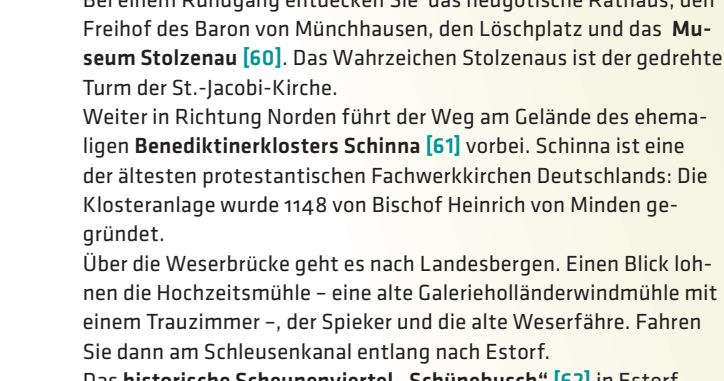 Bei einem Rundgang entdecken Sie das neugotische Rathaus, den
Freihof des Baron von Münchhausen, den Löschplatz und das Mu-
seum Stolzenau [60]. Das Wahrzeichen Stolzenaus ist der gedrehte
Turm der St.-Jacobi-Kirche.
Weiter in Richtung Norden führt der Weg am Gelände des ehema-
ligen Benediktinerklosters Schinna [61] vorbei. Schinna ist eine
der ältesten protestantischen Fachwerkkirchen Deutschlands: Die
Klosteranlage wurde 1148 von Bischof Heinrich von Minden ge-
gründet.
Über die Weserbrücke geht es nach Landesbergen. Einen Blick loh-
nen die Hochzeitsmühle – eine alte Galerieholländerwindmühle mit
einem Trauzimmer –, der Spieker und die alte Weserfähre. Fahren
Sie dann am Schleusenkanal entlang nach Estorf.
Das historische Scheunenviertel „Schünebusch“ [62] in Estorf